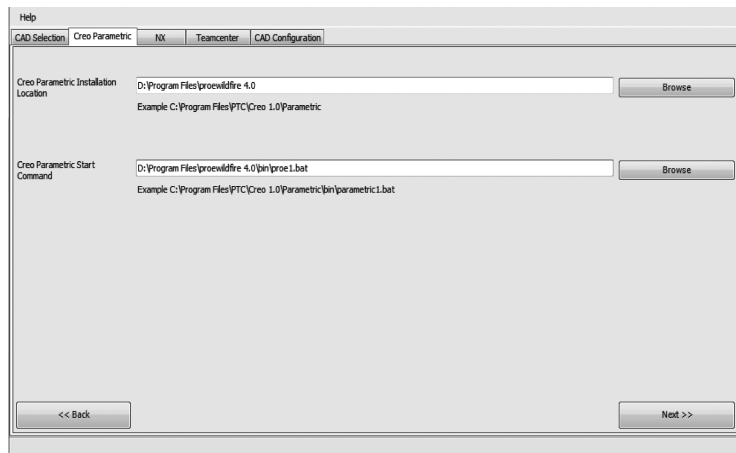 Help
CAD Selection Creo Parametric NX Teamcenter CAD Configuration
Creo Parametric Installation
Location
D:\Program Files\proewildfire 4.0
Browse
Example C:\Program Files\PTC\Creo 1.0\Parametric
Creo Parametric Start
Command
D:\Program Files\proewildfire 4.0\bin\proe1.bat
Browse
Example C:\Program Files\PTC\Creo 1.0\Parametric\bin\parametric1.bat
<< Back
Next >>